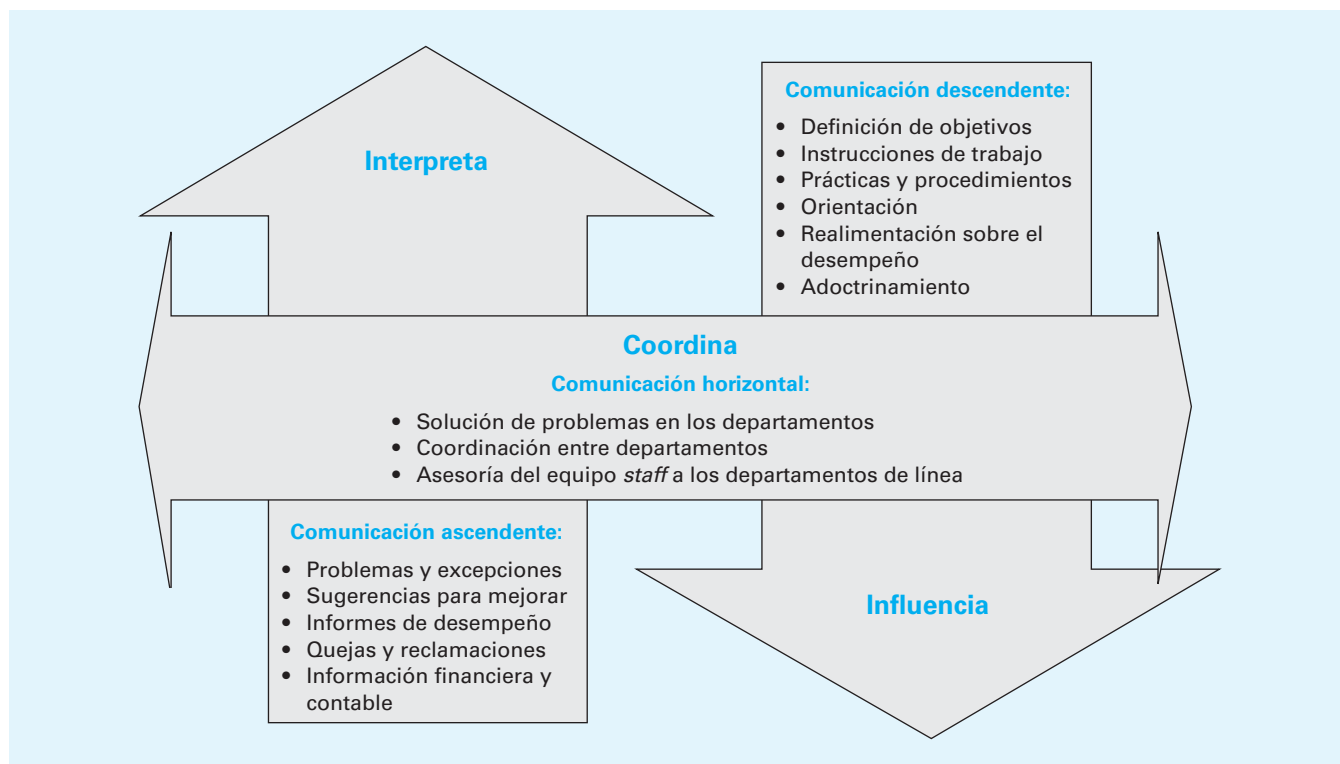 Interpreta
Comunicación descendente:
• Definición de objetivos
• Instrucciones de trabajo
• Prácticas y procedimientos
• Orientación
• Realimentación sobre el
desempeño
• Adoctrinamiento
Coordina
Comunicación horizontal:
• Solución de problemas en los departamentos
• Coordinación entre departamentos
• Asesoría del equipo staff a los departamentos de línea
Comunicación ascendente:
• Problemas y excepciones
• Sugerencias para mejorar
• Informes de desempeño
• Quejas y reclamaciones
• Información financiera y
contable
Influencia